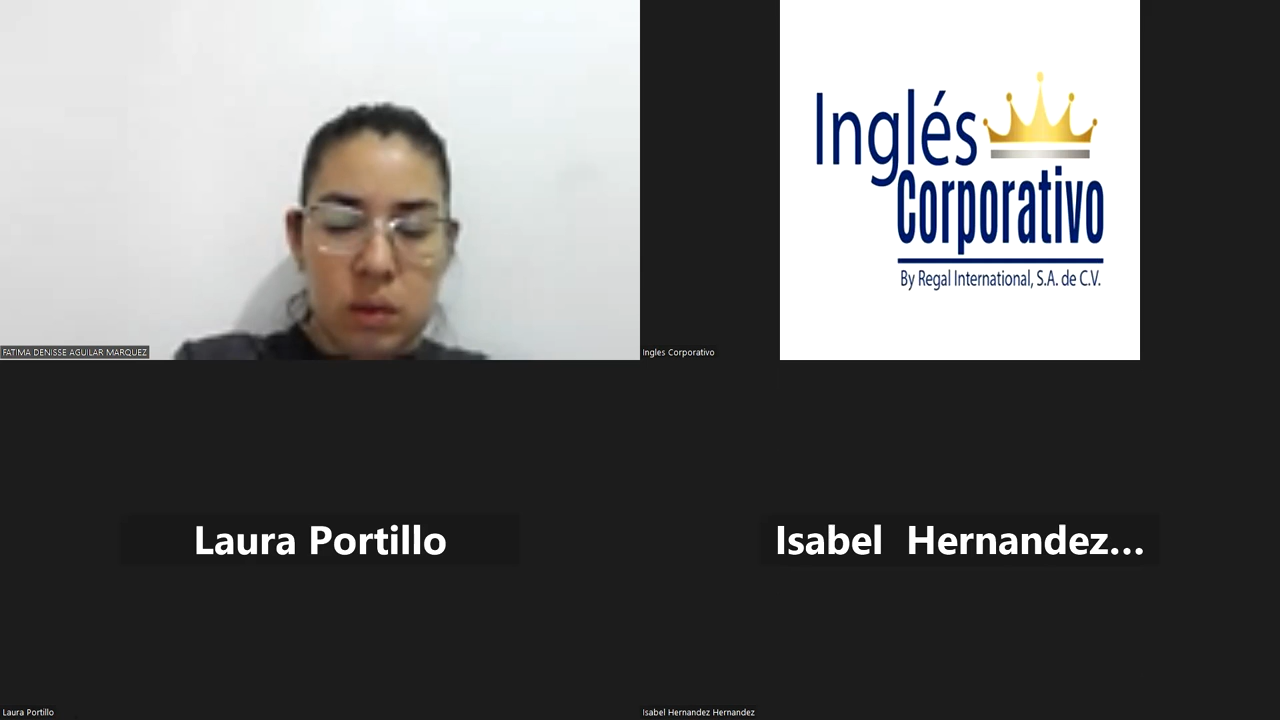 Inglés
Corporativo
By Regal International, S.A. de C.V.
FATIMA DENISSE AGUILAR MARQUEZ
Ingles Corporativo
Laura Portillo
Isabel Hernandez...
Laura Portillo
Isabel Hernandez Hernandez